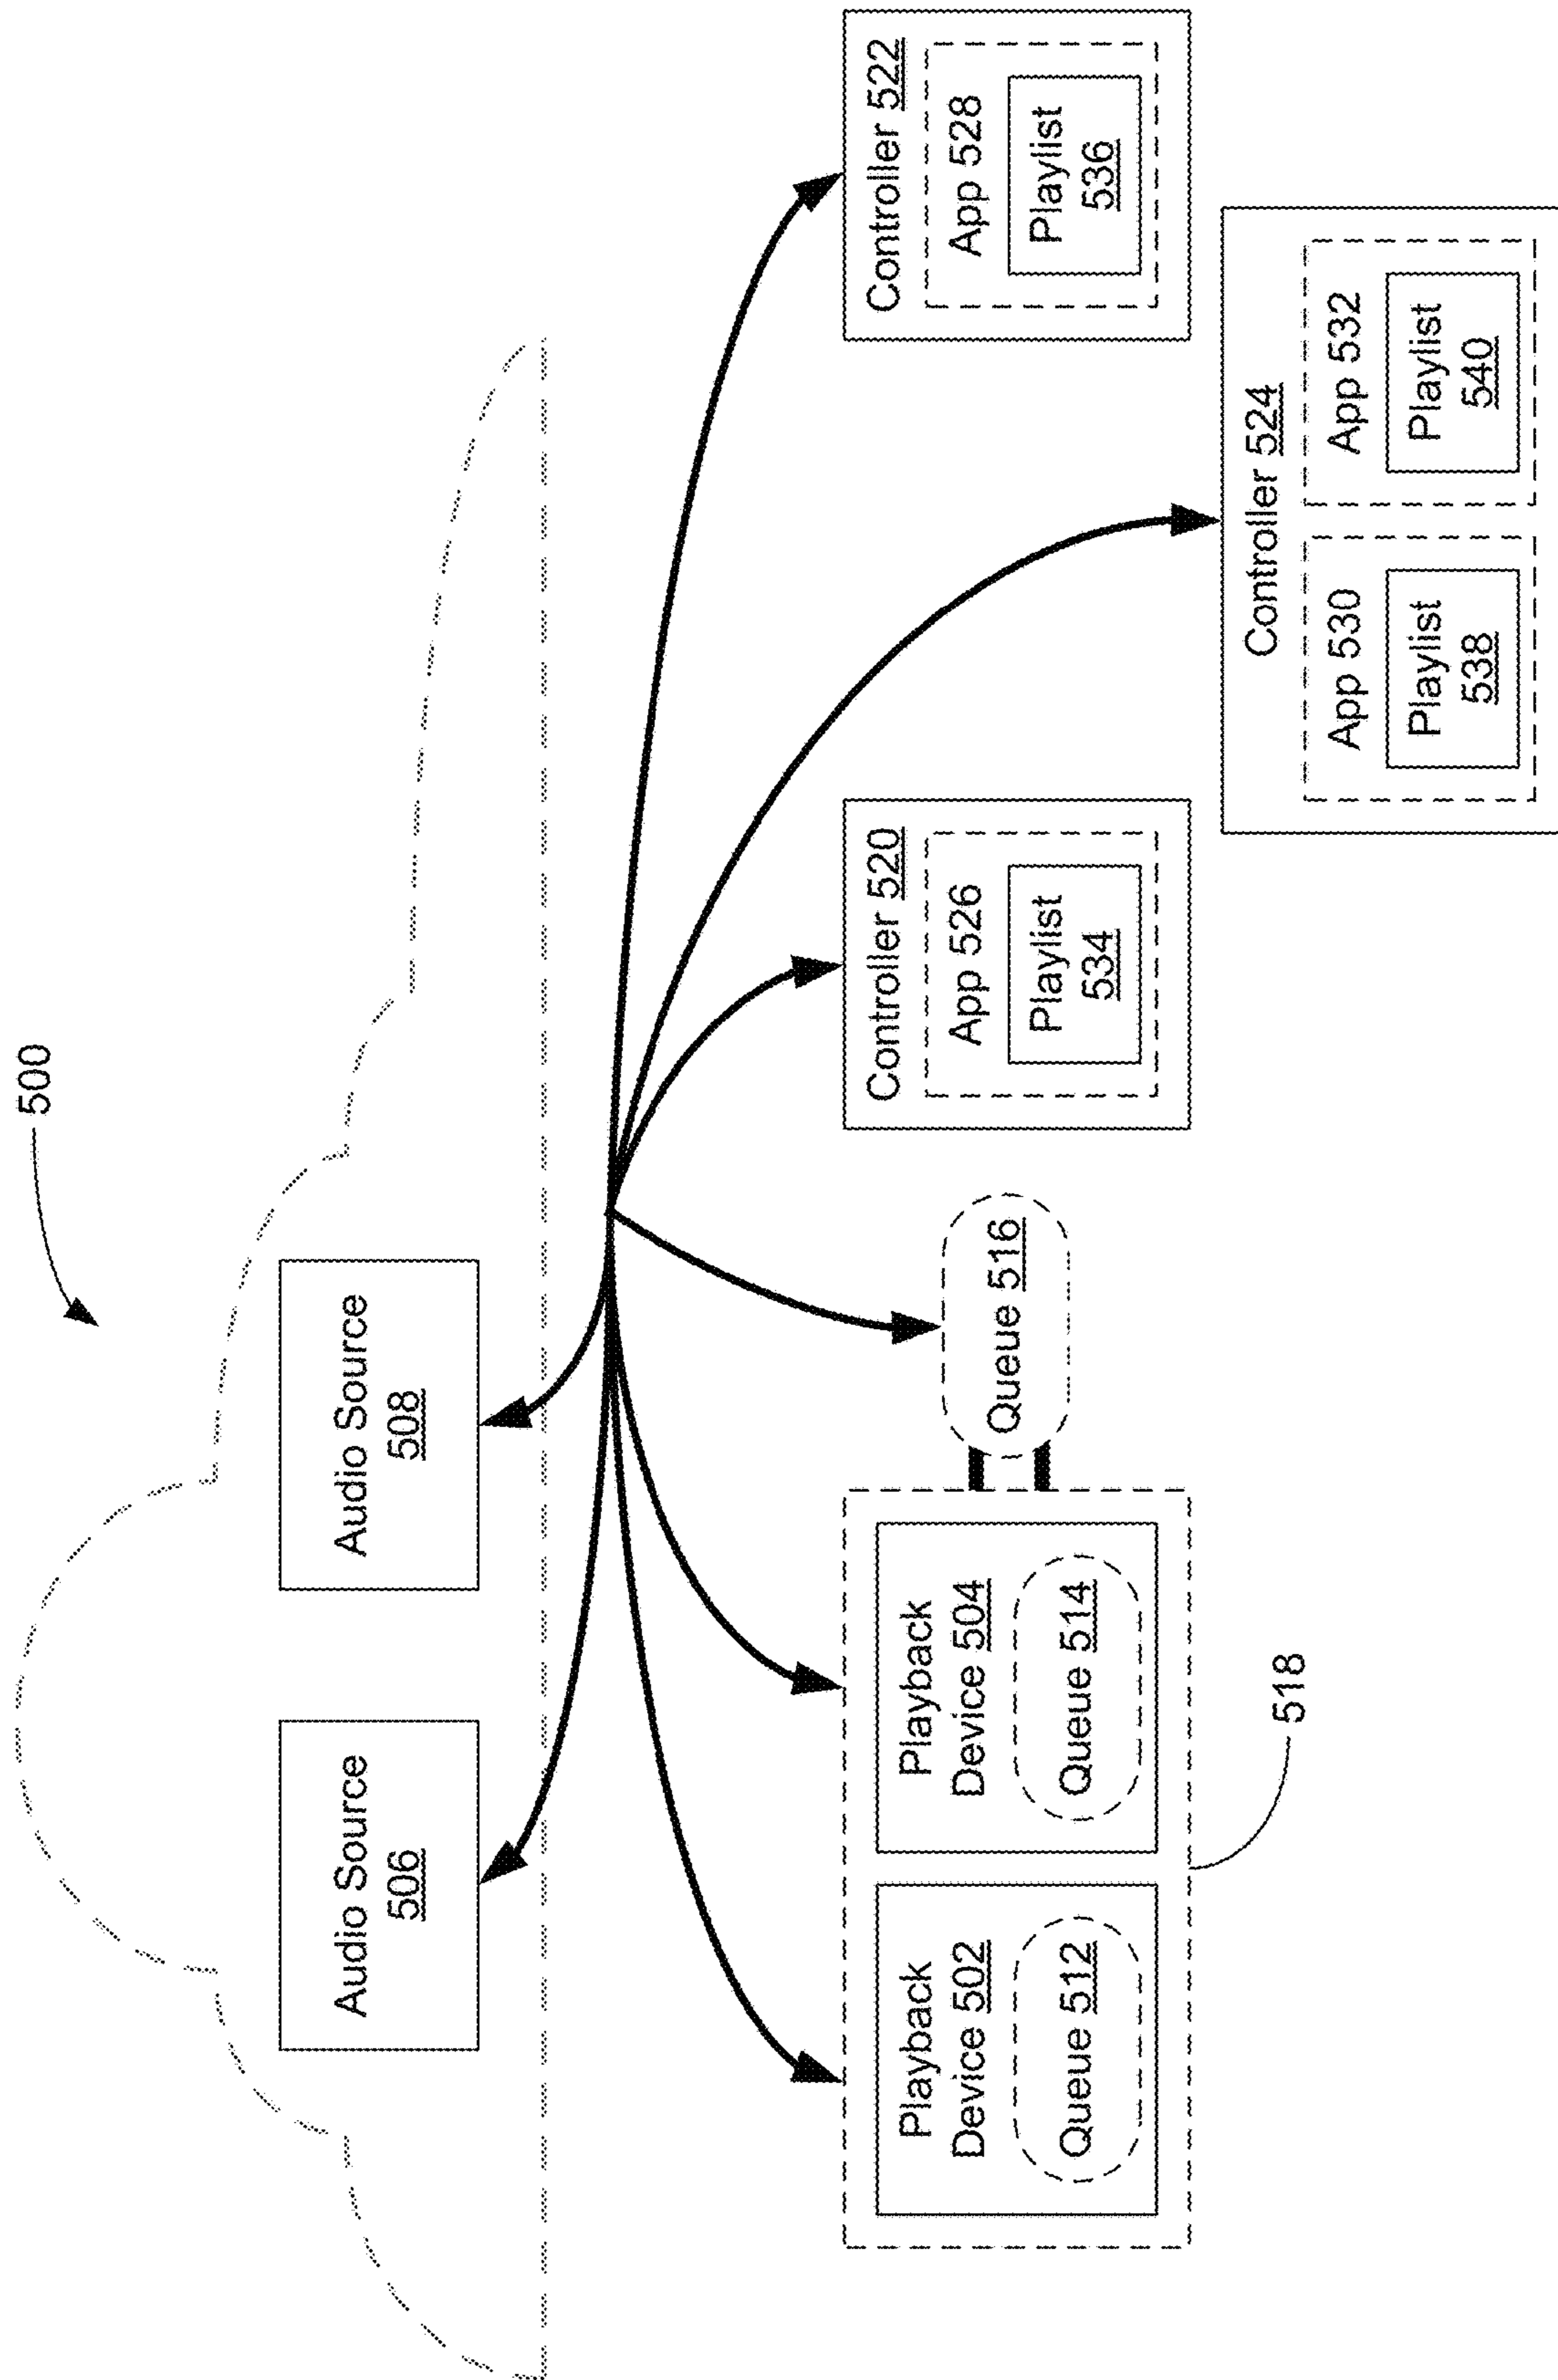 500
Audio Source
506
Audio Source
508
Playback
Device 502
Queue 512
Playback
Device 504
Queue 514
518
Queue 516
Controller 520
App 526
Playlist
534
Controller 522
App 528
Playlist
536
Controller 524
App 530
Playlist
538
App 532
Playlist
540